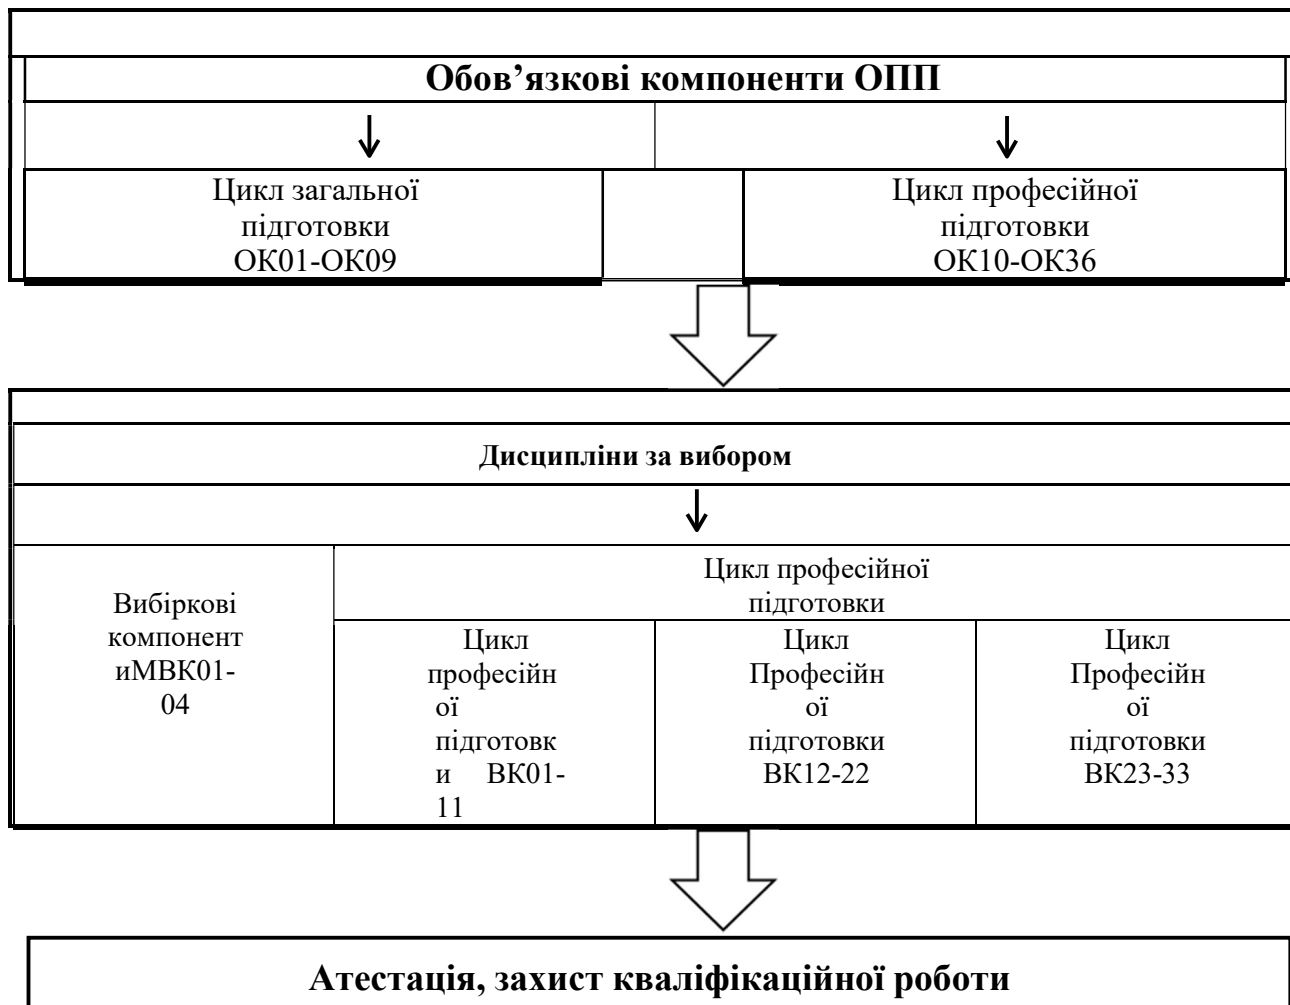 Обов’язкові компоненти ОПП
Цикл загальної
підготовки
ОК01-ОК09
Цикл професійної
підготовки
ОК10-ОК36
Дисципліни за вибором
Вибіркові
компонент
иМВК01-
04
Цикл професійної
підготовки
Цикл
професійн
ої
підготовк
и ВК01-
11
Цикл
Професійн
ої
підготовки
ВК12-22
Цикл
Професійн
ої
підготовки
ВК23-33
Атестація, захист кваліфікаційної роботи